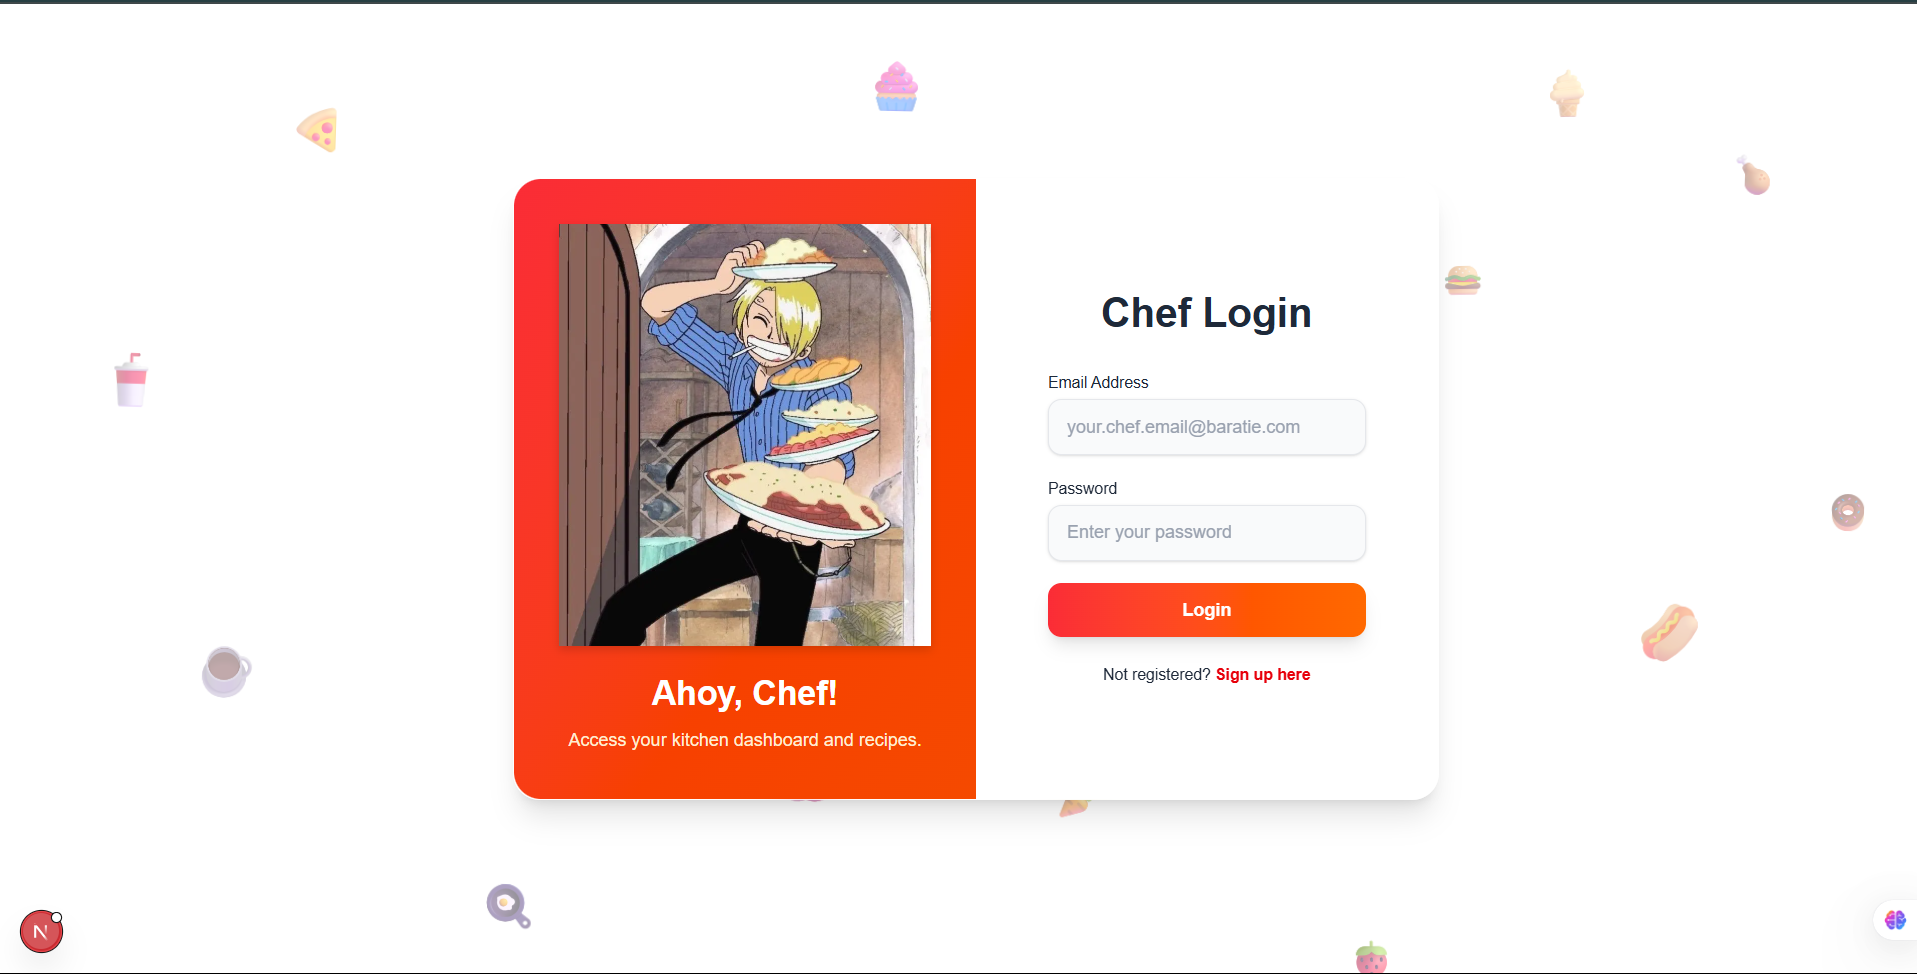 Ahoy, Chef!
Access your kitchen dashboard and recipes.
Chef Login
Email Address
your.chef.email@baratie.com
Password
Enter your password
Login
Not registered? Sign up here
N